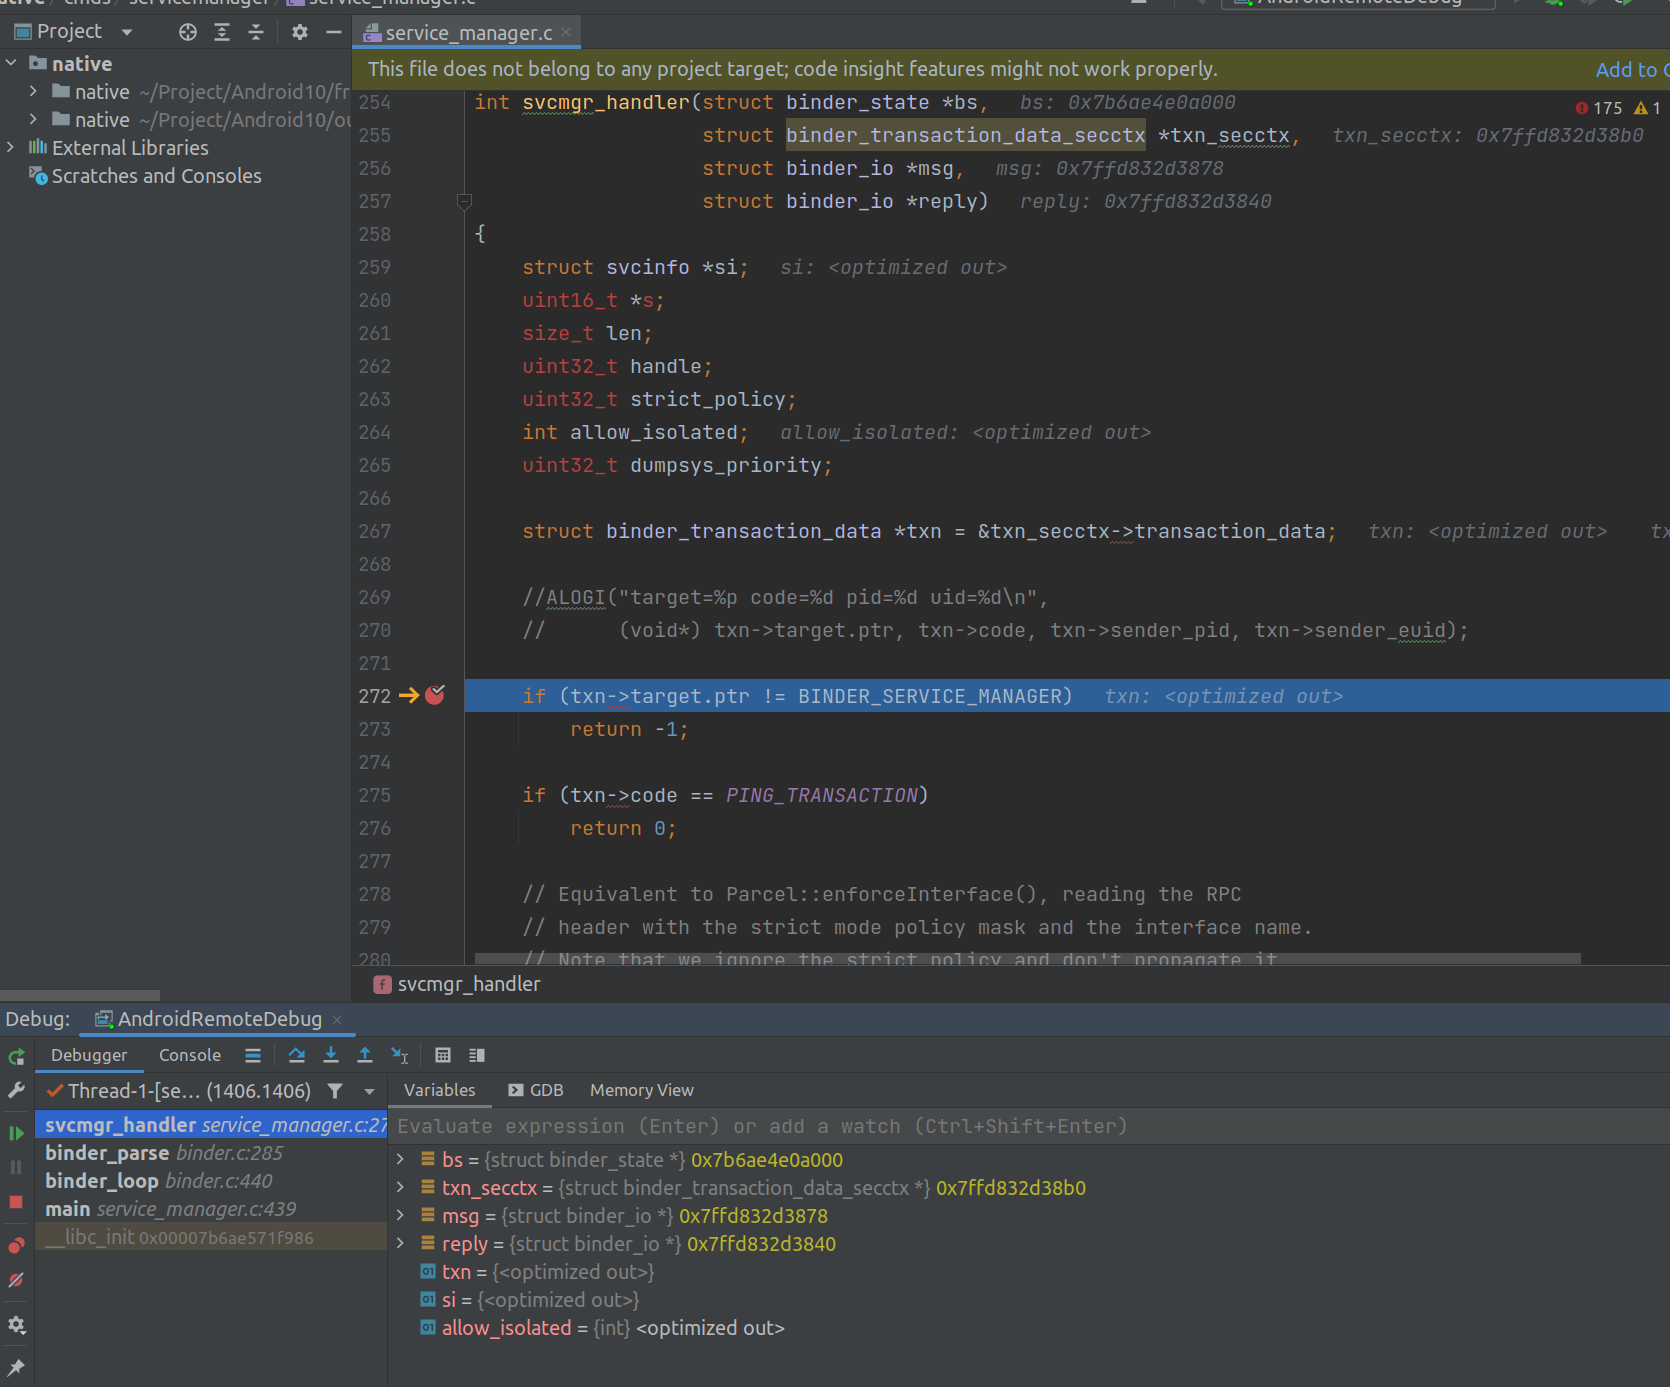 native › cmds › servicemanager › service_manager.c
AndroidRemoteDebug
Project
service_manager.c
native
native ~/Project/Android10/fr
native ~/Project/Android10/ou
External Libraries
Scratches and Consoles
This file does not belong to any project target; code insight features might not work properly.
Add to C
175
1
254 int svcmgr_handler(struct binder_state *bs, bs: 0x7b6ae4e0a000
255 struct binder_transaction_data_secctx *txn_secctx, txn_secctx: 0x7ffd832d38b0
256 struct binder_io *msg, msg: 0x7ffd832d3878
257 struct binder_io *reply) reply: 0x7ffd832d3840
258 {
259 struct svcinfo *si; si: <optimized out>
260 uint16_t *s;
261 size_t len;
262 uint32_t handle;
263 uint32_t strict_policy;
264 int allow_isolated; allow_isolated: <optimized out>
265 uint32_t dumpsys_priority;
266
267 struct binder_transaction_data *txn = &txn_secctx->transaction_data; txn: <optimized out> tx
268
269 //ALOGI("target=%p code=%d pid=%d uid=%d\n",
270 // (void*) txn->target.ptr, txn->code, txn->sender_pid, txn->sender_euid);
271
272 if (txn->target.ptr != BINDER_SERVICE_MANAGER) txn: <optimized out>
273 return -1;
274
275 if (txn->code == PING_TRANSACTION)
276 return 0;
277
278 // Equivalent to Parcel::enforceInterface(), reading the RPC
279 // header with the strict mode policy mask and the interface name.
280 // Note that we ignore the strict_policy and don't propagate it
svcmgr_handler
Debug: AndroidRemoteDebug
Debugger Console
Thread-1-[se... (1406.1406)
svcmgr_handler service_manager.c:27
binder_parse binder.c:285
binder_loop binder.c:440
main service_manager.c:439
__libc_init 0x00007b6ae571f986
Variables GDB Memory View
Evaluate expression (Enter) or add a watch (Ctrl+Shift+Enter)
bs = {struct binder_state *} 0x7b6ae4e0a000
txn_secctx = {struct binder_transaction_data_secctx *} 0x7ffd832d38b0
msg = {struct binder_io *} 0x7ffd832d3878
reply = {struct binder_io *} 0x7ffd832d3840
txn = {<optimized out>}
si = {<optimized out>}
allow_isolated = {int} <optimized out>